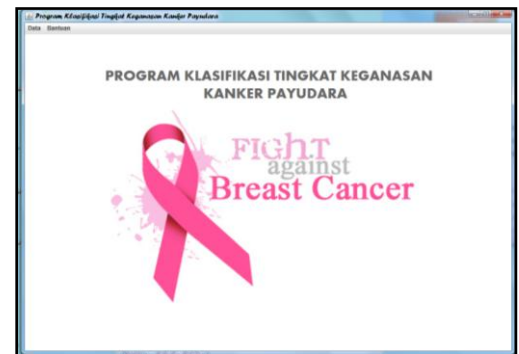 Program Klasifikasi Tingkat Keganasan Kanker Payudara
Data Bantuan
PROGRAM KLASIFIKASI TINGKAT KEGANASAN
KANKER PAYUDARA
FIGhT
against
Breast Cancer